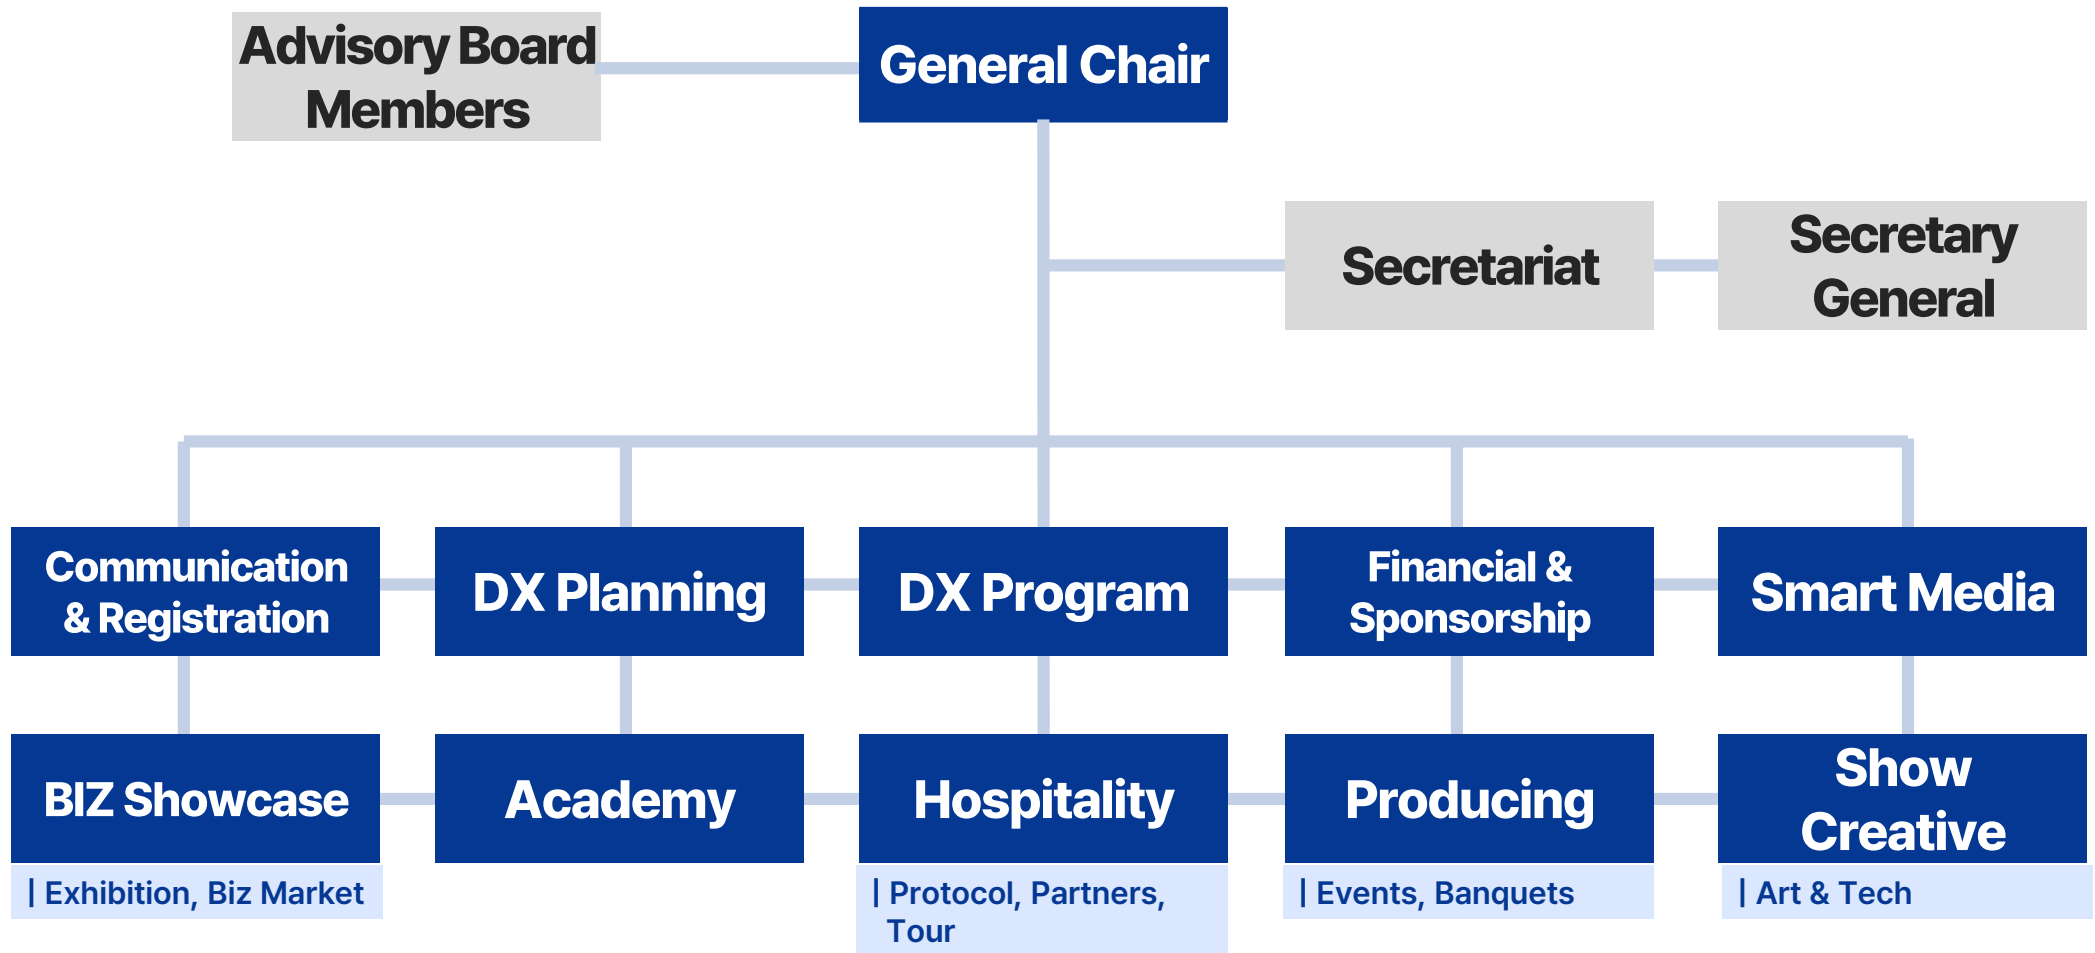 Advisory Board
Members
General Chair
Secretariat
Secretary
General
Communication
& Registration
DX Planning
DX Program
Financial &
Sponsorship
Smart Media
BIZ Showcase
Academy
Hospitality
Producing
Show
Creative
| Exhibition, Biz Market
| Protocol, Partners,
Tour
| Events, Banquets
| Art & Tech